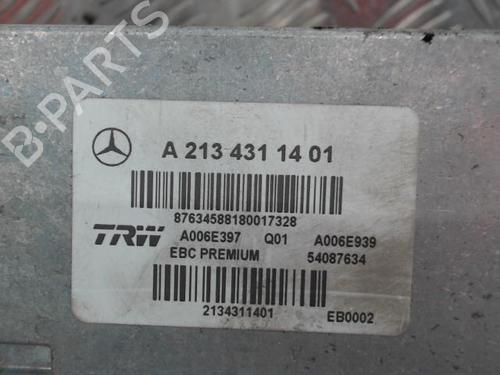 B-PARTS
A 213 431 14 01
87634588180017328
TRW A006E397 Q01 A006E939
EBC PREMIUM 54087634
2134311401 EB0002